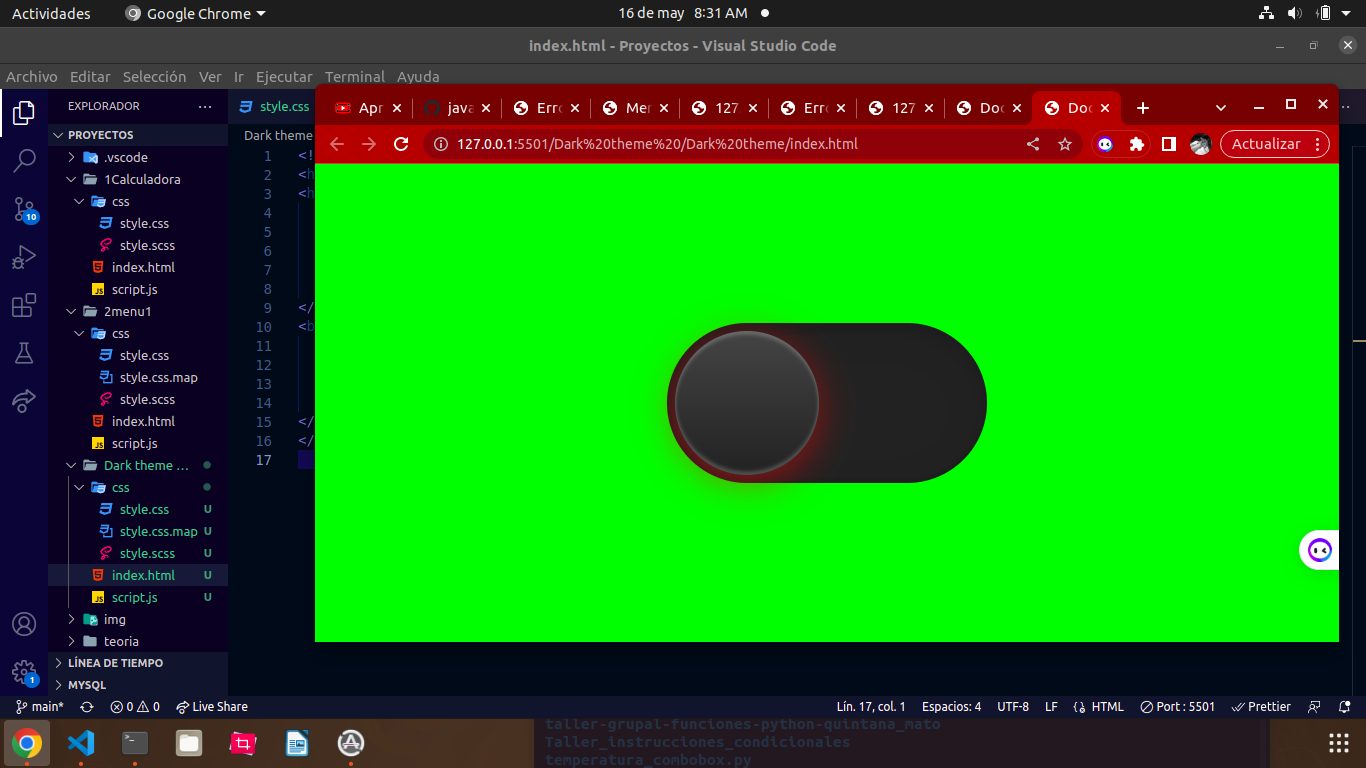 Actividades
Google Chrome
16 de may 8:31 AM
index.html - Proyectos - Visual Studio Code
Archivo Editar Selección Ver Ir Ejecutar Terminal Ayuda
EXPLORADOR
style.css
Apr
java
Erro
Mer
127
Erro
127
Doc
Doc
PROYECTOS
Dark theme
127.0.0.1:5501/Dark%20theme%20/Dark%20theme/index.html
Actualizar
.vscode
1Calculadora
css
style.css
style.scss
index.html
script.js
2menu1
css
style.css
style.css.map
style.scss
index.html
script.js
Dark theme ...
css
style.css U
style.css.map U
style.scss U
index.html U
script.js U
img
teoria
LÍNEA DE TIEMPO
MYSQL
10
1
1 <!
2 <h
3 <h
4
5
6
7
8
9 </
10 <b
11
12
13
14
15 </
16 </
17
main* 0 0 Live Share
Lín. 17, col. 1 Espacios: 4 UTF-8 LF HTML Port : 5501 Prettier
taller-grupal-funciones-python-quintana_mato
Taller_instrucciones_condicionales
temperatura_combobox.py